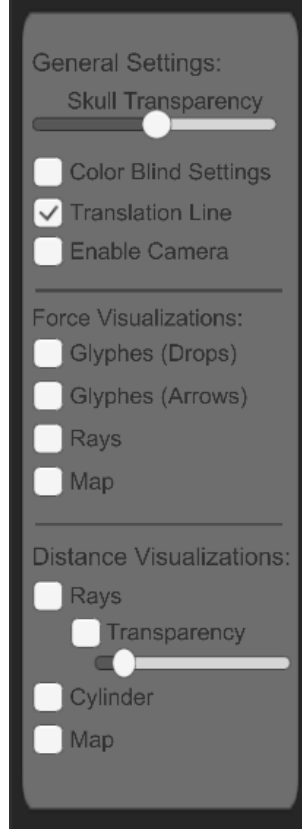 General Settings:
Skull Transparency
Color Blind Settings
Translation Line
Enable Camera
Force Visualizations:
Glyphes (Drops)
Glyphes (Arrows)
Rays
Map
Distance Visualizations:
Rays
Transparency
Cylinder
Map